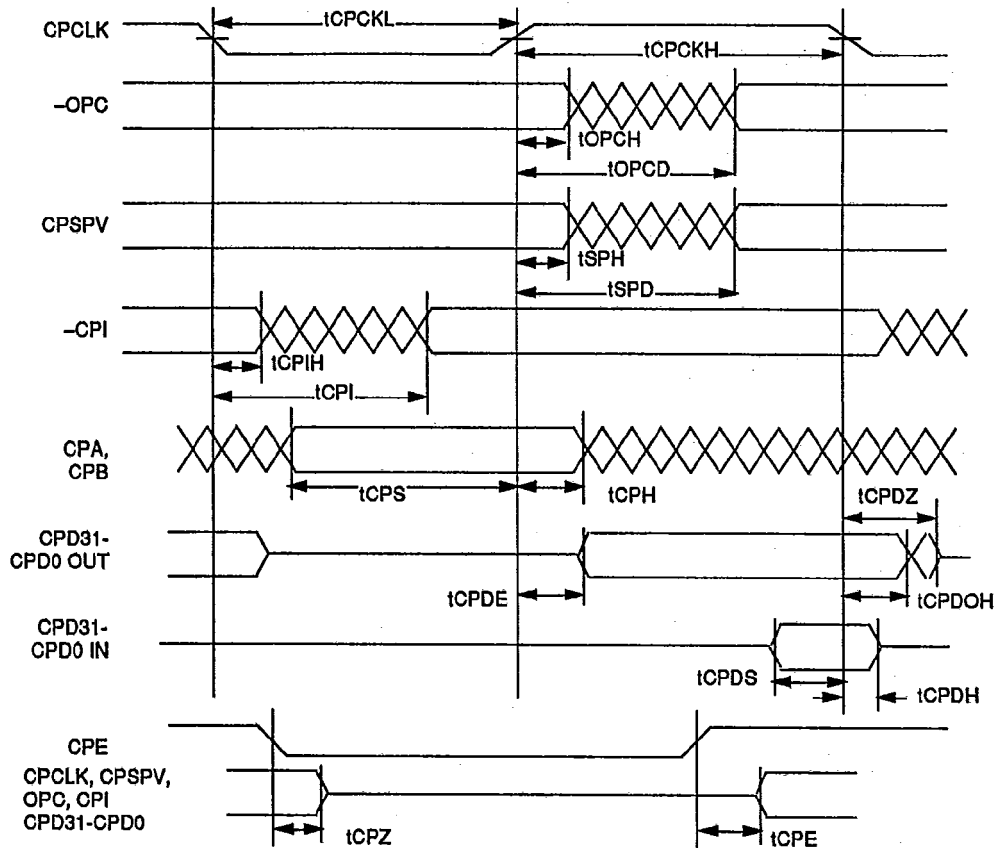 CPCLK
tCPCKL
tCPCKH
–OPC
tOPCH
tOPCD
CPSPV
tSPH
tSPD
–CPI
tCPIH
tCPI
CPA,
CPB
tCPS
tCPH
tCPDZ
CPD31-
CPD0 OUT
tCPDE
tCPDOH
CPD31-
CPD0 IN
tCPDS
tCPDH
CPE
CPCLK, CPSPV,
OPC, CPI
CPD31-CPD0
tCPZ
tCPE